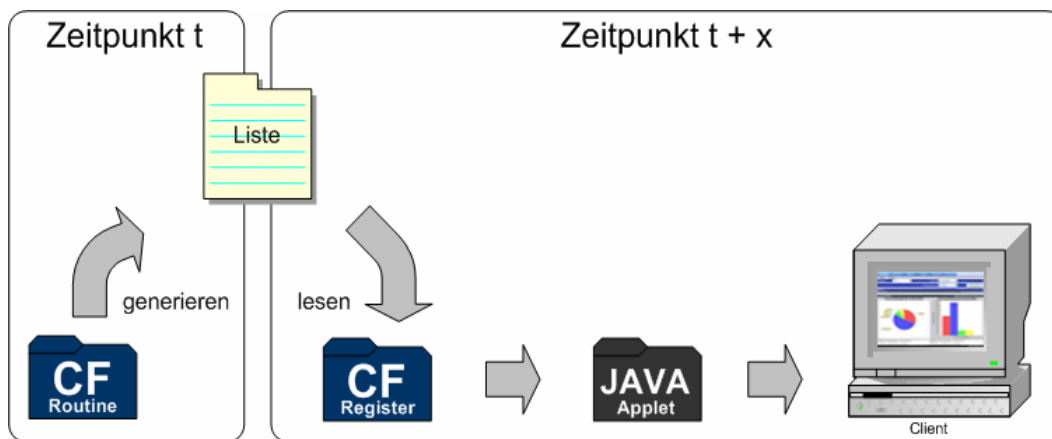 Zeitpunkt t
Zeitpunkt t + x
Liste
generieren
lesen
CF
Routine
CF
Register
JAVA
Applet
Client